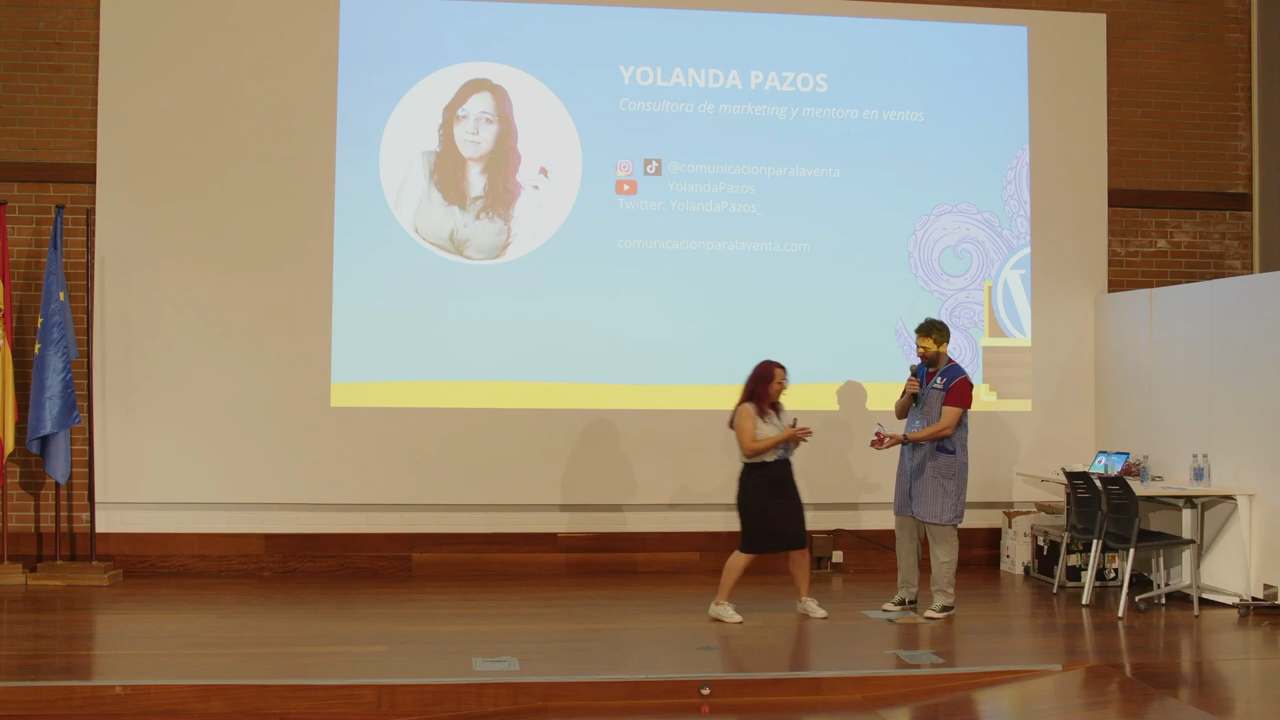 YOLANDA PAZOS
Consultora de marketing y mentora en ventas
@comunicacionparalaventa
YolandaPazos
Twitter: YolandaPazos_
comunicacionparalaventa.com